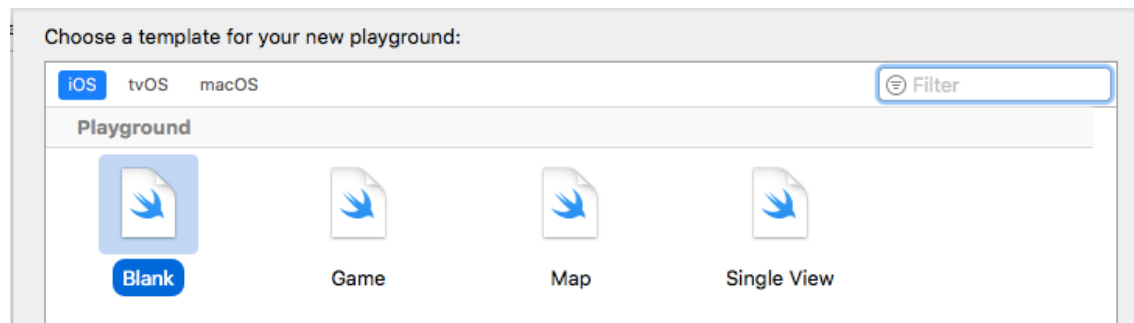 Choose a template for your new playground:
iOS tvOS macOS Filter
Playground
Blank Game Map Single View